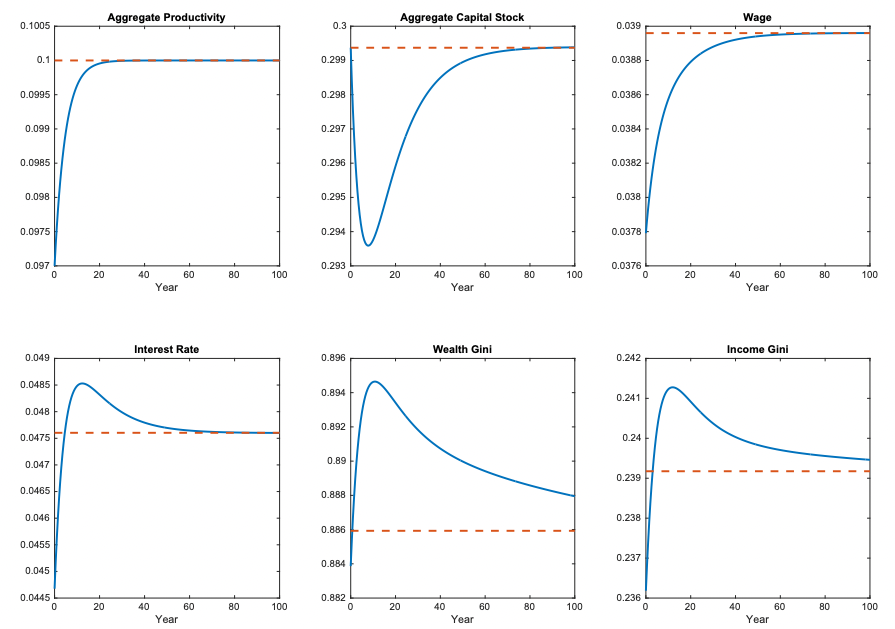 Aggregate Productivity
0.1005
0.1
0.0995
0.099
0.0985
0.098
0.0975
0.097
0 20 40 60 80 100
Year
Aggregate Capital Stock
0.3
0.299
0.298
0.297
0.296
0.295
0.294
0.293
0 20 40 60 80 100
Year
Wage
0.039
0.0388
0.0386
0.0384
0.0382
0.038
0.0378
0.0376
0 20 40 60 80 100
Year
Interest Rate
0.049
0.0485
0.048
0.0475
0.047
0.0465
0.046
0.0455
0.045
0.0445
0 20 40 60 80 100
Year
Wealth Gini
0.896
0.894
0.892
0.89
0.888
0.886
0.884
0.882
0 20 40 60 80 100
Year
Income Gini
0.242
0.241
0.24
0.239
0.238
0.237
0.236
0 20 40 60 80 100
Year